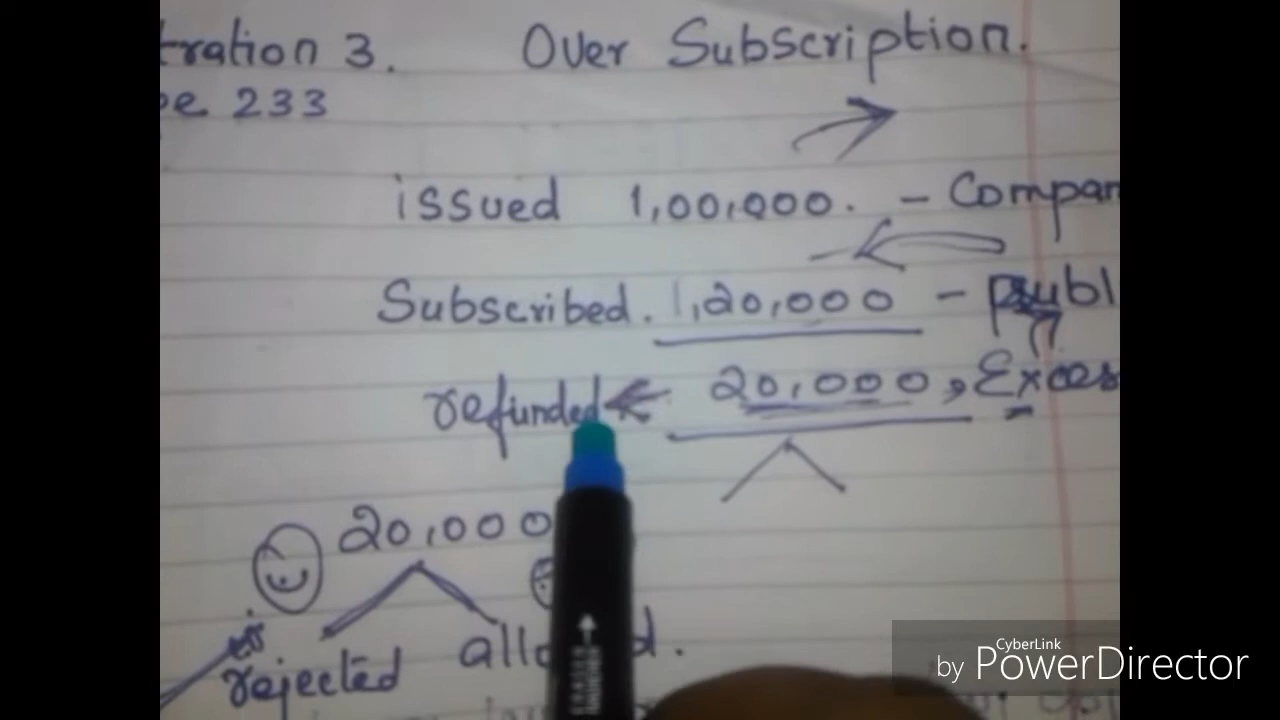 tration 3. Over Subscription.
233
issued 1,00,000. - Compan
Subscribed. 1,20,000 - publ
refunded 20,000, Exces
20,000
rejected
CyberLink
by PowerDirector